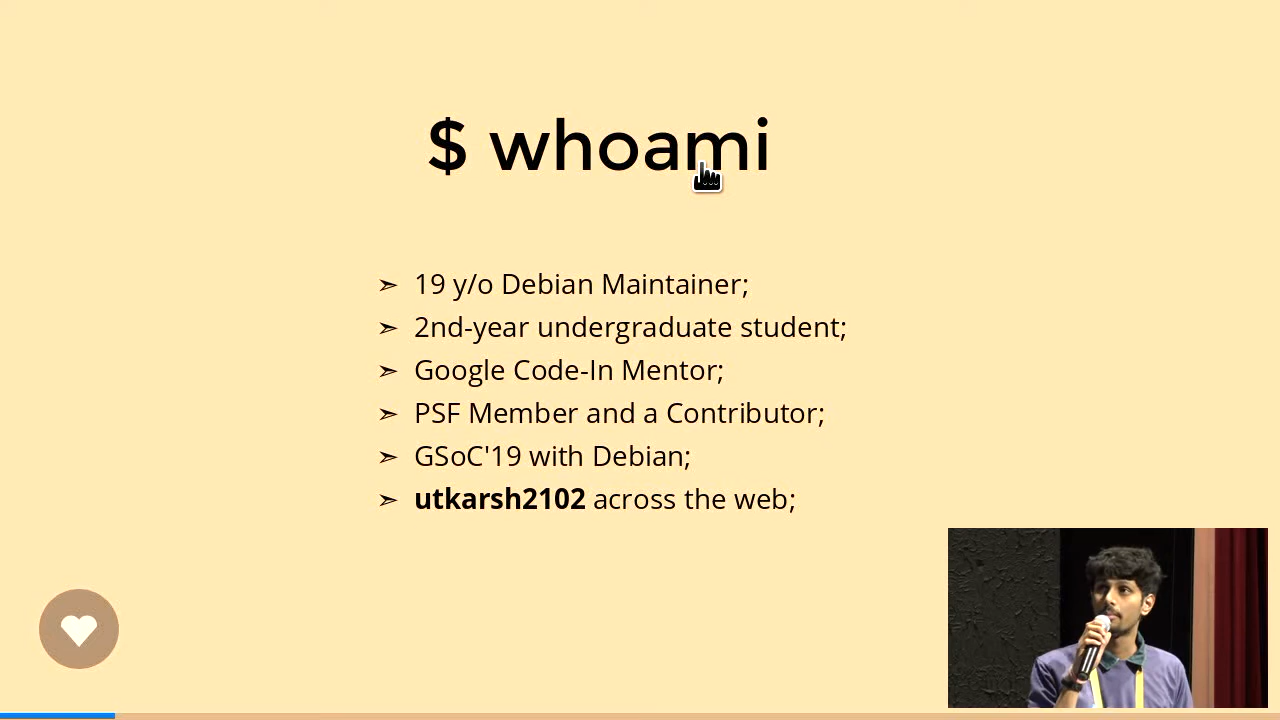 $ whoami
➣ 19 y/o Debian Maintainer;
➣ 2nd-year undergraduate student;
➣ Google Code-In Mentor;
➣ PSF Member and a Contributor;
➣ GSoC'19 with Debian;
➣ utkarsh2102 across the web;